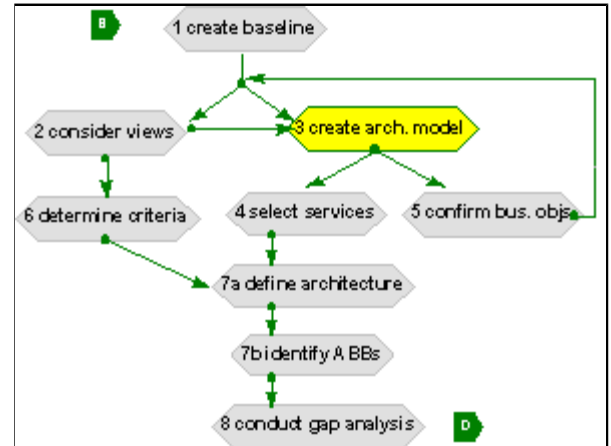 B
1 create baseline
2 consider views
3 create arch. model
6 determine criteria
4 select services
5 confirm bus. objs
7a define architecture
7b identify ABBs
8 conduct gap analysis
D